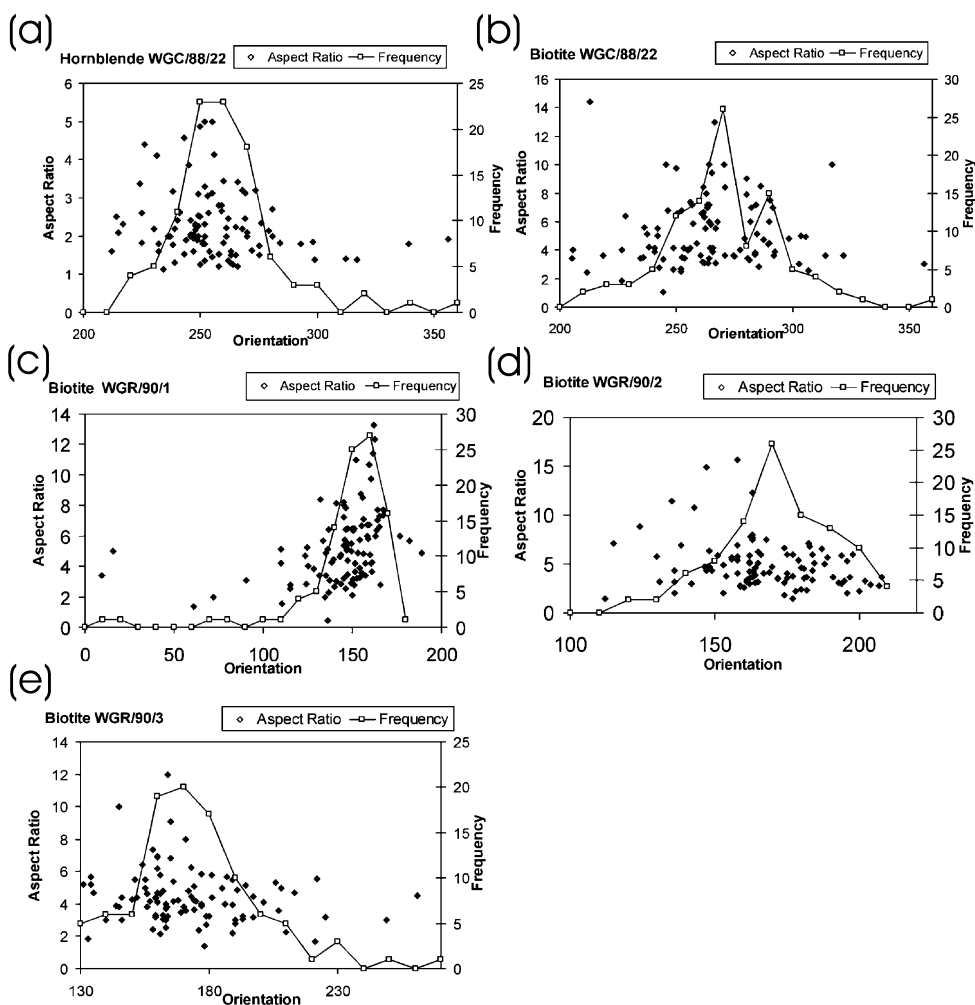 (a)
Hornblende WGC/88/22
Aspect Ratio Frequency
6
5
4
3
2
1
0
Aspect Ratio
25
20
15
10
5
0
Frequency
200 250 300 350
Orientation
(b)
Biotite WGC/88/22
Aspect Ratio Frequency
16
14
12
10
8
6
4
2
0
Aspect Ratio
30
25
20
15
10
5
0
Frequency
200 250 300 350
Orientation
(c)
Biotite WGR/90/1
Aspect Ratio Frequency
14
12
10
8
6
4
2
0
Aspect Ratio
30
25
20
15
10
5
0
Frequency
0 50 100 150 200
Orientation
(d)
Biotite WGR/90/2
Aspect Ratio Frequency
20
15
10
5
0
Aspect Ratio
30
25
20
15
10
5
0
Frequency
100 150 200
Orientation
(e)
Biotite WGR/90/3
Aspect Ratio Frequency
14
12
10
8
6
4
2
0
Aspect Ratio
25
20
15
10
5
0
Frequency
130 180 230
Orientation